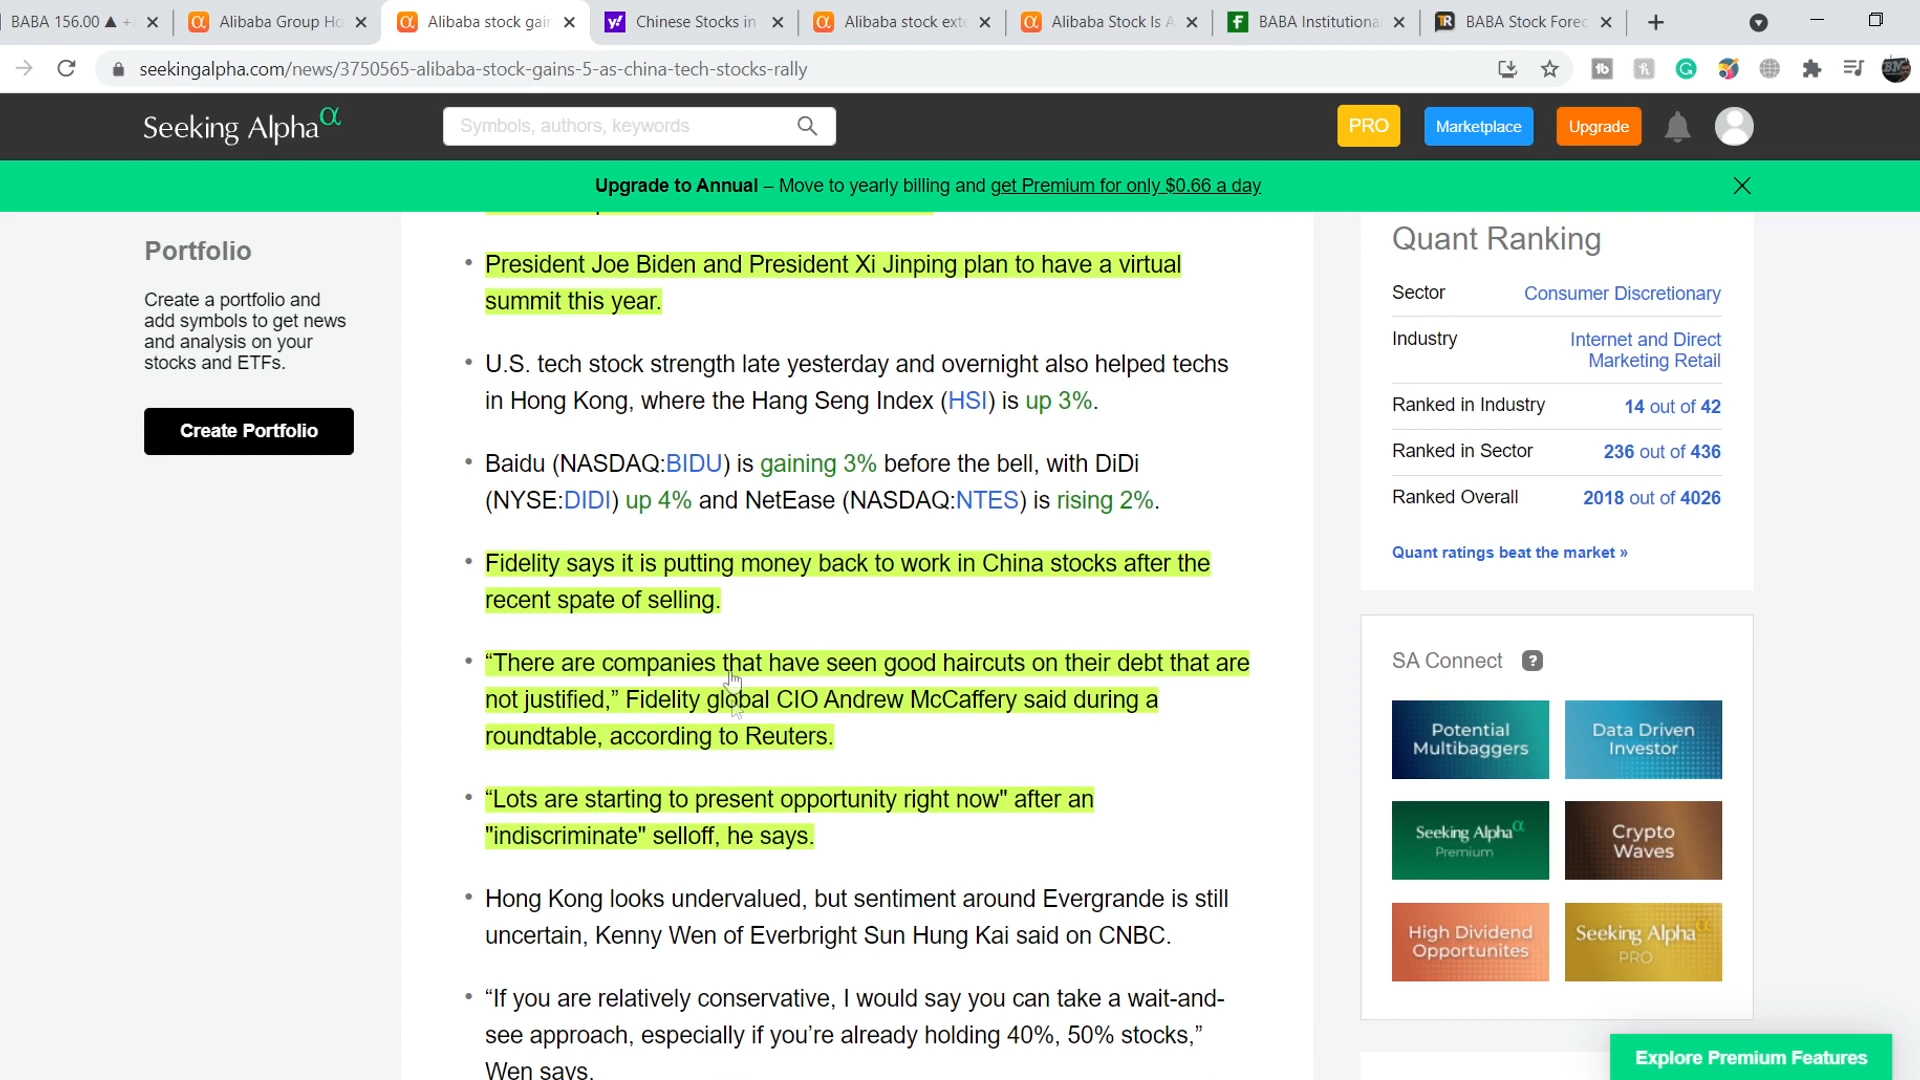 BABA 156.00 ▲ +
Alibaba Group Ho
Alibaba stock gain
Chinese Stocks in
Alibaba stock exte
Alibaba Stock Is A
BABA Institutional
BABA Stock Forec
seekingalpha.com/news/3750565-alibaba-stock-gains-5-as-china-tech-stocks-rally
Seeking Alpha α
Symbols, authors, keywords
PRO
Marketplace
Upgrade
Upgrade to Annual – Move to yearly billing and get Premium for only $0.66 a day
Portfolio
Create a portfolio and
add symbols to get news
and analysis on your
stocks and ETFs.
Create Portfolio
• President Joe Biden and President Xi Jinping plan to have a virtual
summit this year.
• U.S. tech stock strength late yesterday and overnight also helped techs
in Hong Kong, where the Hang Seng Index (HSI) is up 3%.
• Baidu (NASDAQ:BIDU) is gaining 3% before the bell, with DiDi
(NYSE:DIDI) up 4% and NetEase (NASDAQ:NTES) is rising 2%.
• Fidelity says it is putting money back to work in China stocks after the
recent spate of selling.
• “There are companies that have seen good haircuts on their debt that are
not justified,” Fidelity global CIO Andrew McCaffery said during a
roundtable, according to Reuters.
• “Lots are starting to present opportunity right now" after an
"indiscriminate" selloff, he says.
• Hong Kong looks undervalued, but sentiment around Evergrande is still
uncertain, Kenny Wen of Everbright Sun Hung Kai said on CNBC.
• “If you are relatively conservative, I would say you can take a wait-and-
see approach, especially if you’re already holding 40%, 50% stocks,”
Wen says.
Quant Ranking
Sector Consumer Discretionary
Industry Internet and Direct
Marketing Retail
Ranked in Industry 14 out of 42
Ranked in Sector 236 out of 436
Ranked Overall 2018 out of 4026
Quant ratings beat the market »
SA Connect ?
Potential
Multibaggers
Data Driven
Investor
Seeking Alpha α
Premium
Crypto
Waves
High Dividend
Opportunites
Seeking Alpha α
PRO
Explore Premium Features